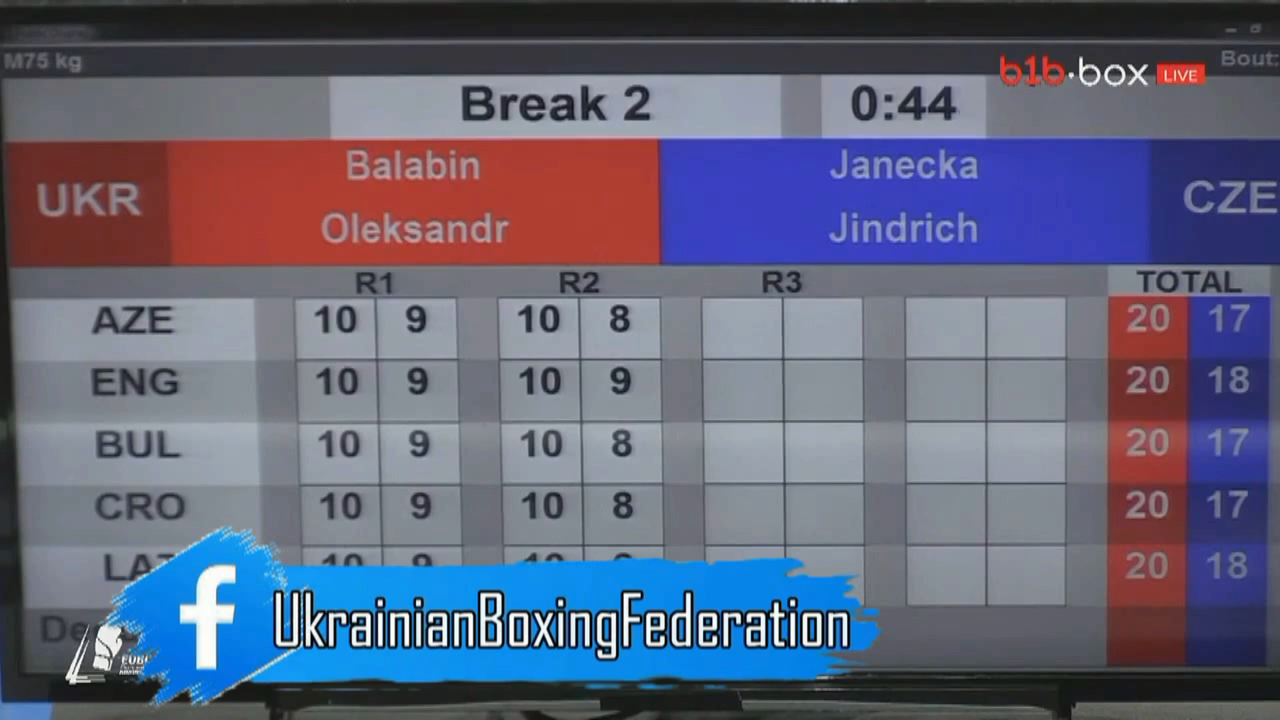 M75 kg
b1b.box LIVE
Bout:
Break 2 0:44
UKR Balabin Oleksandr Janecka Jindrich CZE
R1 R2 R3 TOTAL
AZE 10 9 10 8 20 17
ENG 10 9 10 9 20 18
BUL 10 9 10 8 20 17
CRO 10 9 10 8 20 17
10 9 20 18
f UkrainianBoxingFederation